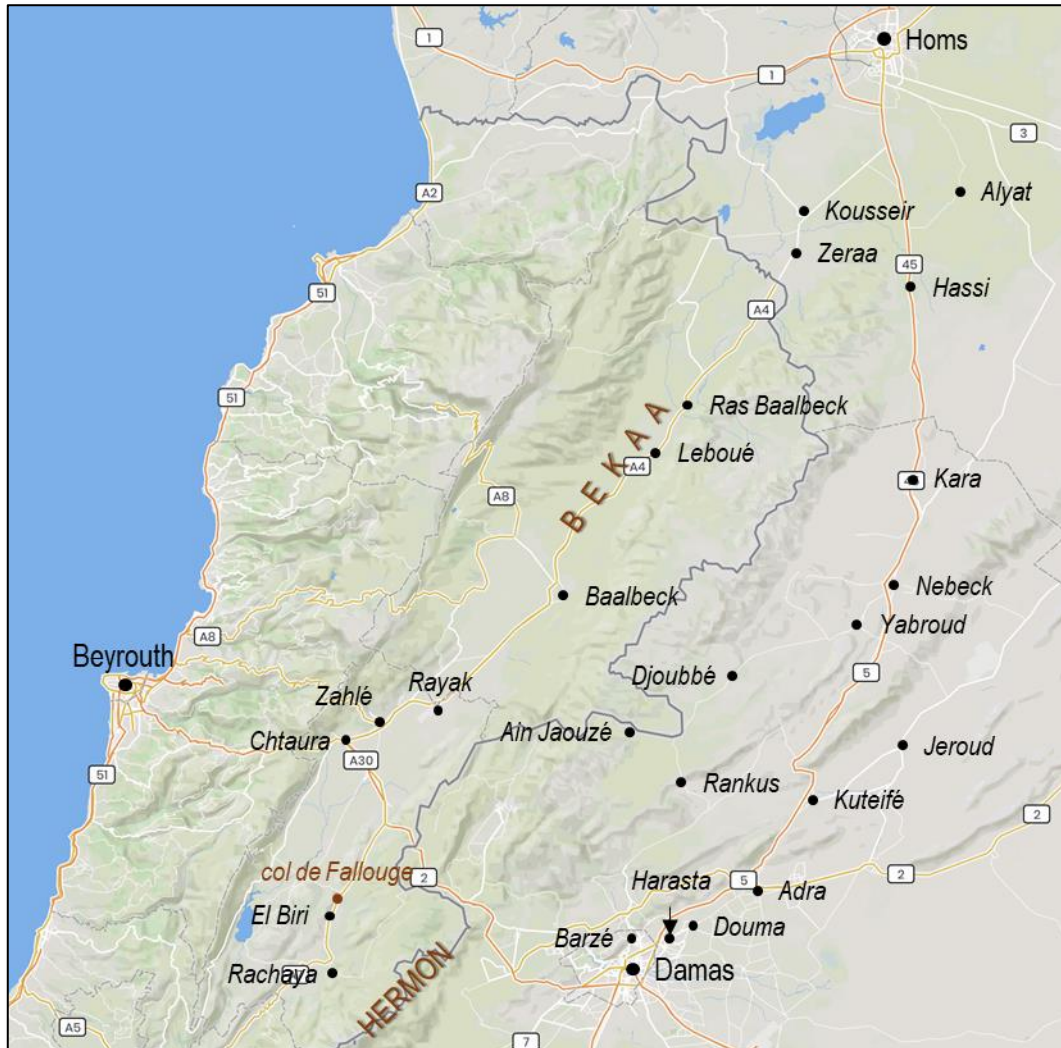 Homs
1
1
3
A2
Alyat
Kousseir
Zeraa
45
Hassi
51
A4
51
Ras Baalbeck
BEKAA
Leboué
A4
Kara
A8
Nebeck
Baalbeck
Yabroud
A8
Beyrouth
5
Djoubbé
Rayak
Zahlé
Ain Jaouzé
Chtaura
Jeroud
A30
51
Rankus
Kuteifé
2
col de Fallouge
2
Harasta
5
2
Adra
El Biri
Douma
Barzé
Rachaya
Damas
HERMON
A5
7